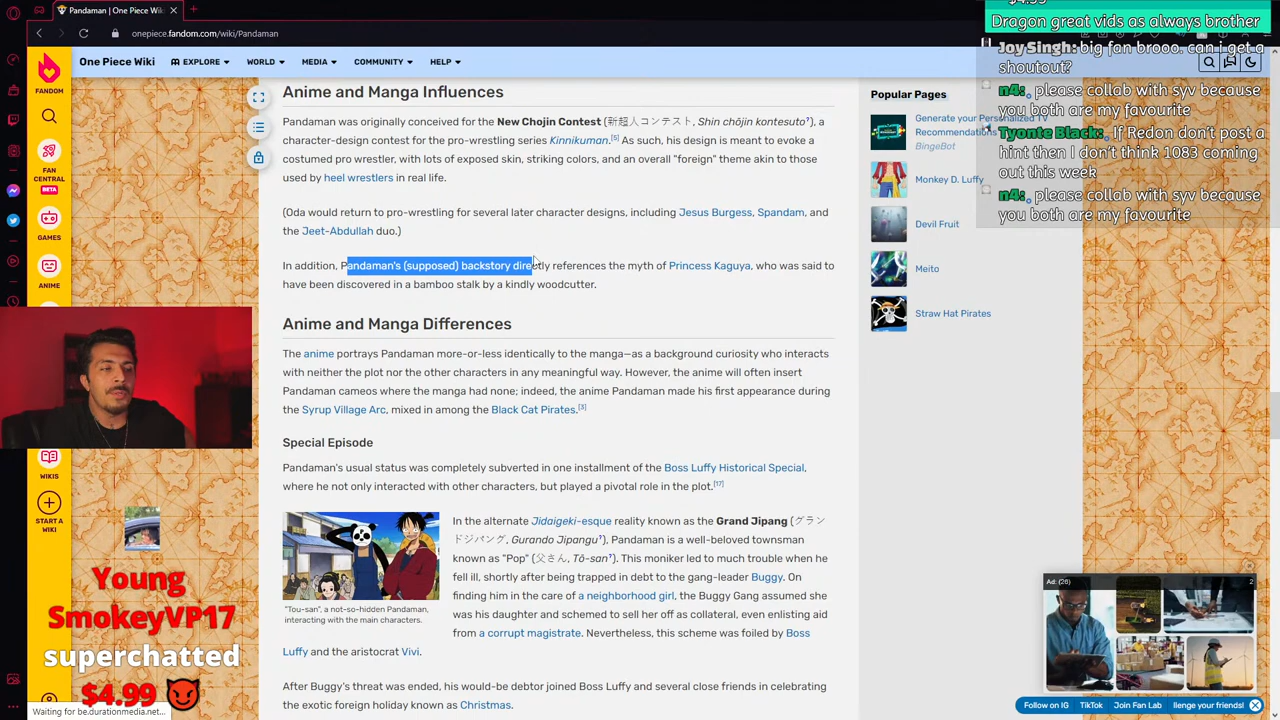 Pandaman | One Piece Wiki
onepiece.fandom.com/wiki/Pandaman
$4.99
Dragon great vids as always brother
Joy Singh: big fan brooo. can i get a
shoutout?
n4: please collab with syv because
you both are my favourite
Tyonte Black: If Redon don't post a
hint then I don't think 1083 coming
out this week
n4: please collab with syv because
you both are my favourite
FANDOM
FAN
CENTRAL
BETA
GAMES
ANIME
WIKIS
START A
WIKI
One Piece Wiki
EXPLORE
WORLD
MEDIA
COMMUNITY
HELP
Anime and Manga Influences
Pandaman was originally conceived for the New Chojin Contest (新超人コンテスト, Shin chōjin kontesuto?), a
character-design contest for the pro-wrestling series Kinnikuman.[5] As such, his design is meant to evoke a
costumed pro wrestler, with lots of exposed skin, striking colors, and an overall "foreign" theme akin to those
used by heel wrestlers in real life.
(Oda would return to pro-wrestling for several later character designs, including Jesus Burgess, Spandam, and
the Jeet-Abdullah duo.)
In addition, Pandaman's (supposed) backstory directly references the myth of Princess Kaguya, who was said to
have been discovered in a bamboo stalk by a kindly woodcutter.
Anime and Manga Differences
The anime portrays Pandaman more-or-less identically to the manga—as a background curiosity who interacts
with neither the plot nor the other characters in any meaningful way. However, the anime will often insert
Pandaman cameos where the manga had none; indeed, the anime Pandaman made his first appearance during
the Syrup Village Arc, mixed in among the Black Cat Pirates.[3]
Special Episode
Pandaman's usual status was completely subverted in one installment of the Boss Luffy Historical Special,
where he not only interacted with other characters, but played a pivotal role in the plot.[17]
"Tou-san", a not-so-hidden Pandaman,
interacting with the main characters.
In the alternate Jidaigeki-esque reality known as the Grand Jipang (グラン
ドジパング, Gurando Jipangu?), Pandaman is a well-beloved townsman
known as "Pop" (父さん, Tō-san?). This moniker led to much trouble when he
fell ill, shortly after being trapped in debt to the gang-leader Buggy. On
finding him in the care of a neighborhood girl, the Buggy Gang assumed she
was his daughter and schemed to sell her off as collateral, even enlisting aid
from a corrupt magistrate. Nevertheless, this scheme was foiled by Boss
Luffy and the aristocrat Vivi.
After Buggy's threat was ended, his would-be debtor joined Boss Luffy and several close friends in celebrating
the exotic foreign holiday known as Christmas.
Popular Pages
Generate your Personalized TV
Recommendations
BingeBot
Monkey D. Luffy
Devil Fruit
Meito
Straw Hat Pirates
Young
SmokeyVP17
superchatted
$4.99
Waiting for be.durationmedia.net...
Ad: (26)
2
Follow on IG
TikTok
Join Fan Lab
llenge your friends!